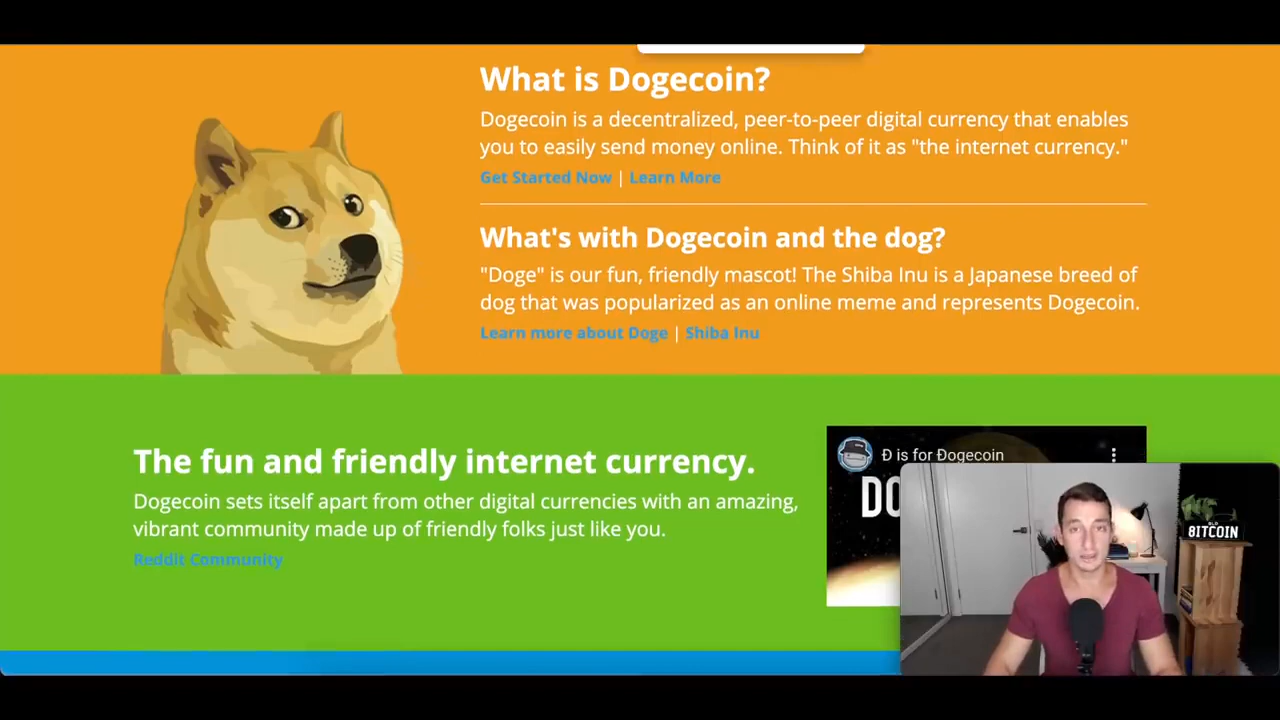 What is Dogecoin?
Dogecoin is a decentralized, peer-to-peer digital currency that enables
you to easily send money online. Think of it as "the internet currency."
Get Started Now | Learn More
What's with Dogecoin and the dog?
"Doge" is our fun, friendly mascot! The Shiba Inu is a Japanese breed of
dog that was popularized as an online meme and represents Dogecoin.
Learn more about Doge | Shiba Inu
The fun and friendly internet currency.
Dogecoin sets itself apart from other digital currencies with an amazing,
vibrant community made up of friendly folks just like you.
Reddit Community
Ð is for Ðogecoin
DO
BITCOIN